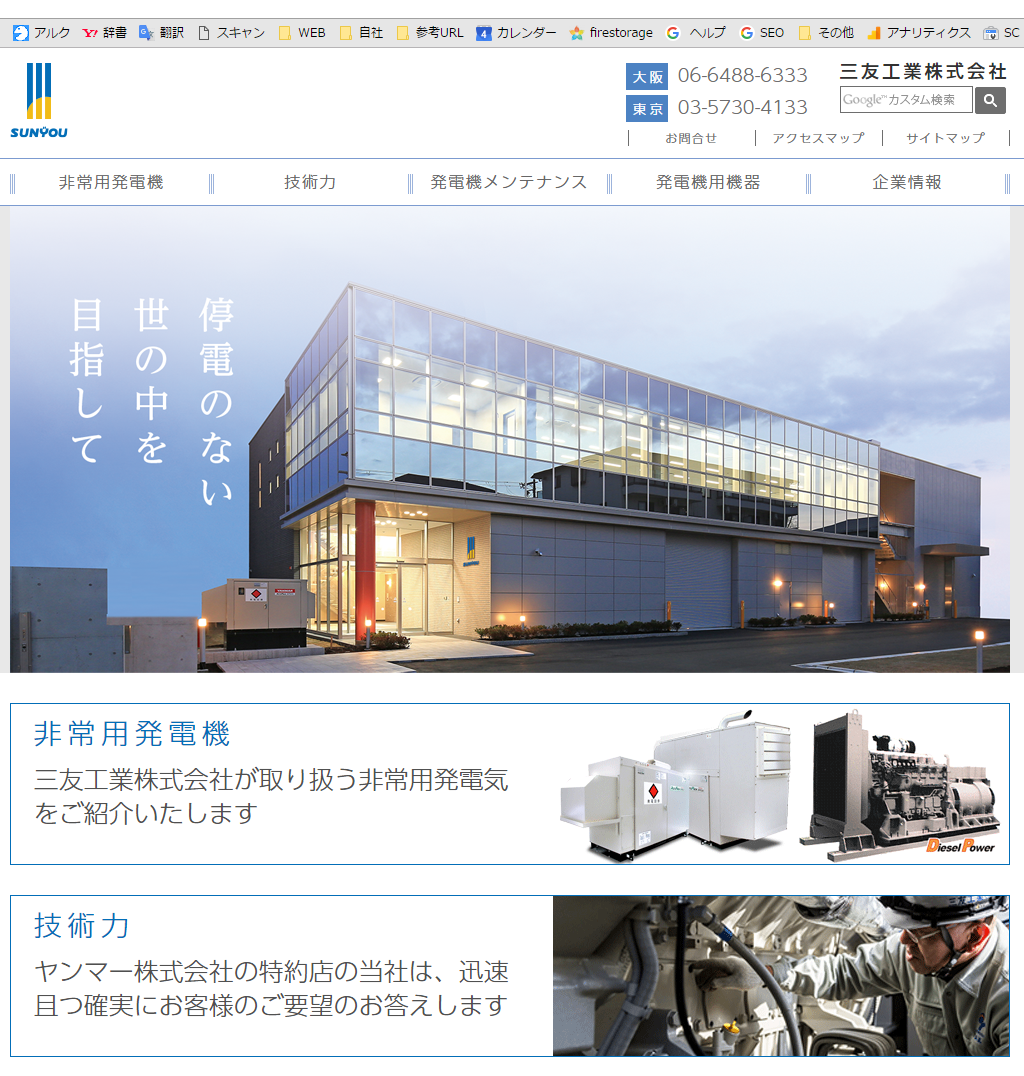 アルク 辞書 翻訳 スキャン WEB 自社 参考URL カレンダー firestorage ヘルプ SEO その他 アナリティクス SC
SUNYOU
大阪 06-6488-6333
東京 03-5730-4133
三友工業株式会社
Google™カスタム検索
お問合せ
アクセスマップ
サイトマップ
非常用発電機
技術力
発電機メンテナンス
発電機用機器
企業情報
停電のない
世の中を
目指して
非常用発電機
三友工業株式会社が取り扱う非常用発電気
をご紹介いたします
Diesel Power
技術力
ヤンマー株式会社の特約店の当社は、迅速
且つ確実にお客様のご要望のお答えします